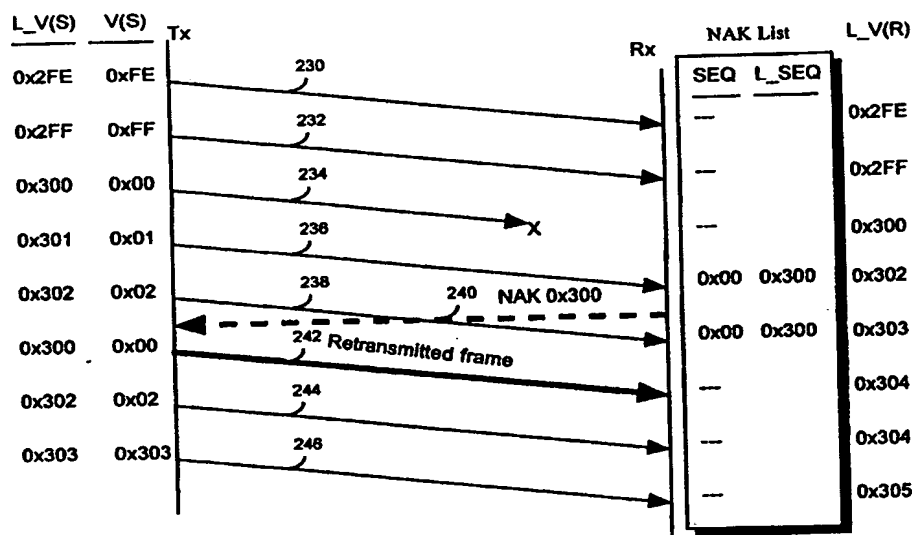 L_V(S) V(S) Tx Rx NAK List L_V(R)
SEQ L_SEQ
0x2FE 0xFE 230 --- 0x2FE
0x2FF 0xFF 232 --- 0x2FF
0x300 0x00 234 X --- 0x300
0x301 0x01 236 0x00 0x300 0x302
0x302 0x02 238 240 NAK 0x300 0x00 0x300 0x303
0x300 0x00 242 Retransmitted frame --- 0x304
0x302 0x02 244 --- 0x304
0x303 0x303 246 --- 0x305